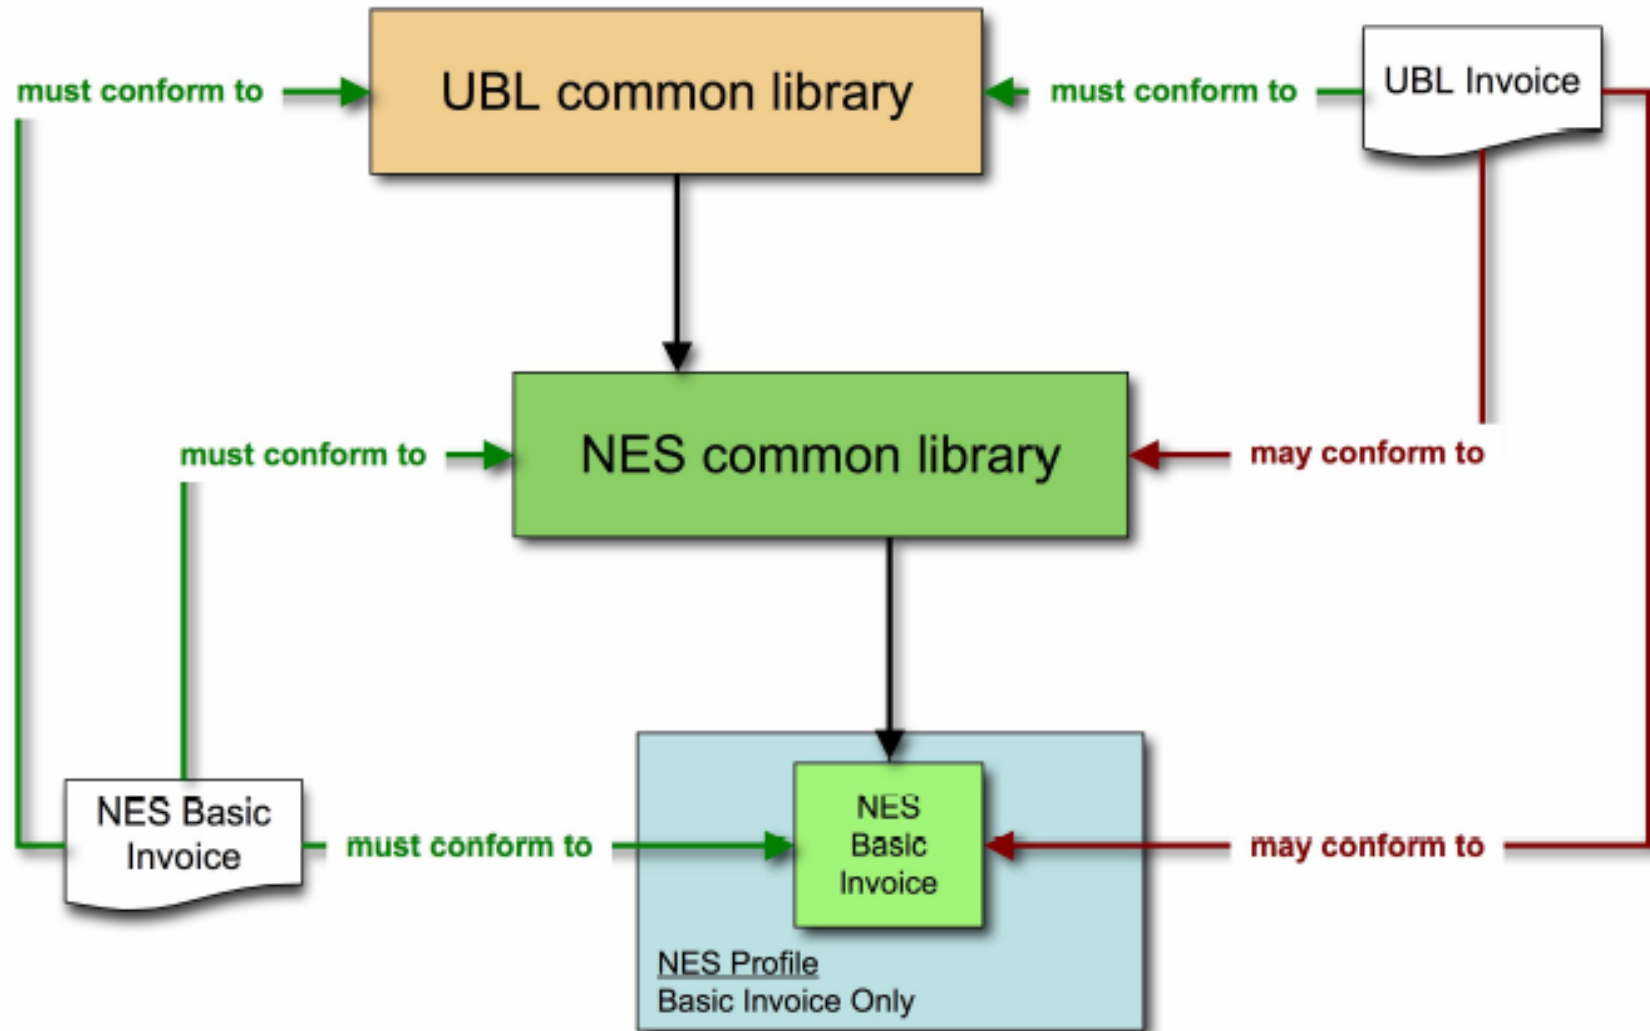 must conform to
UBL common library
must conform to
UBL Invoice
must conform to
NES common library
may conform to
NES Basic
Invoice
must conform to
NES
Basic
Invoice
may conform to
NES Profile
Basic Invoice Only